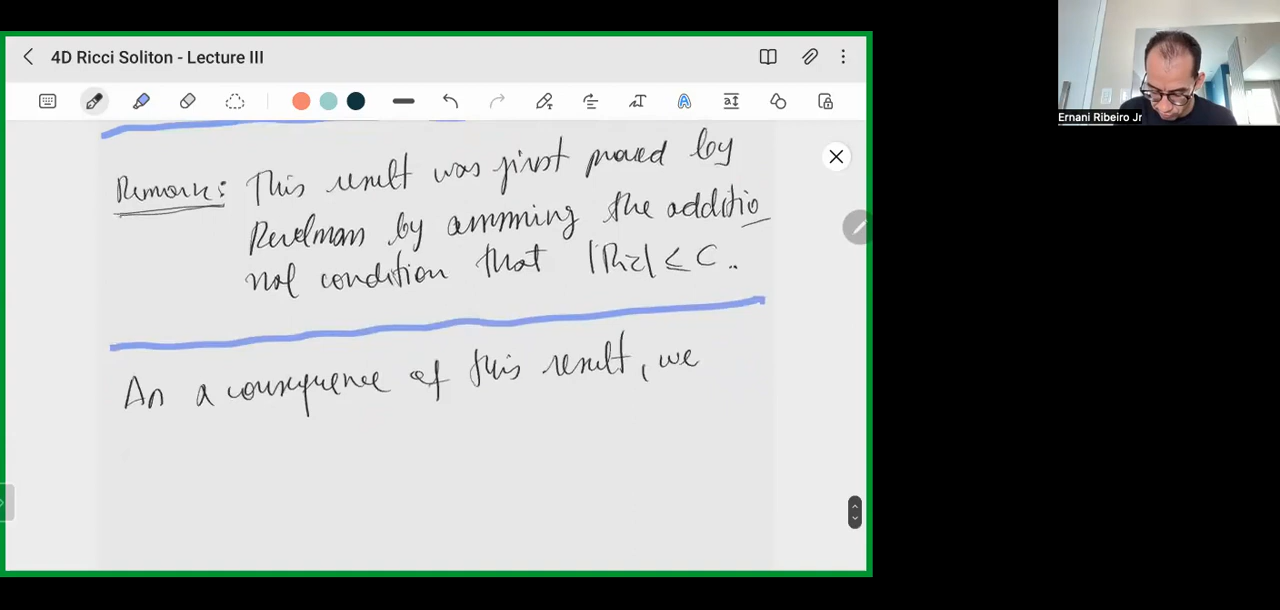 4D Ricci Soliton - Lecture III
Ernani Ribeiro Jr
Remark: This result was first proved by
Perelman by assuming the additio
nal condition that |Ric| ≤ C..
As a consequence of this result, we